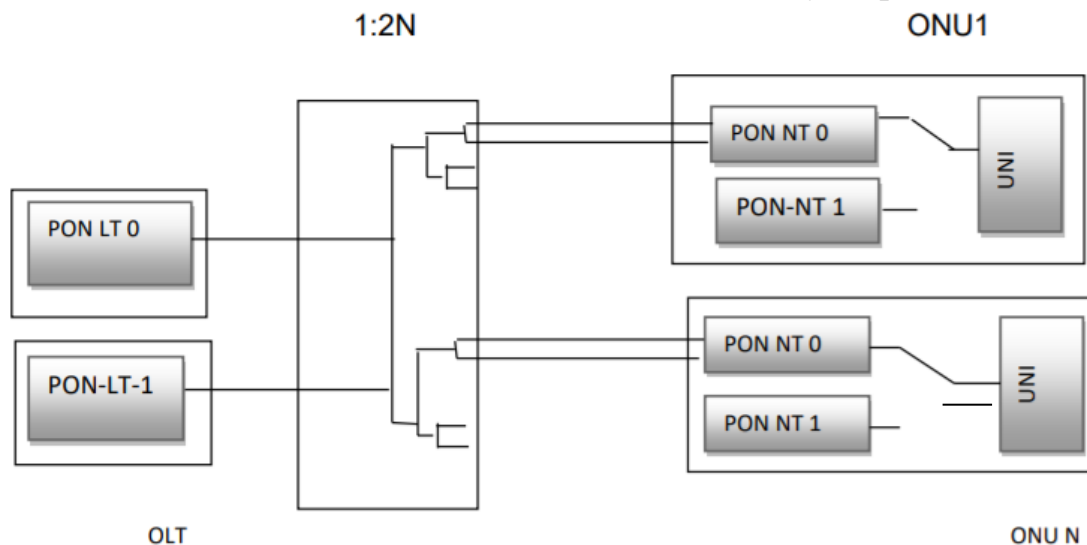 1:2N
ONU1
PON LT 0
PON-LT-1
PON NT 0
PON-NT 1
UNI
PON NT 0
PON NT 1
UNI
OLT
ONU N